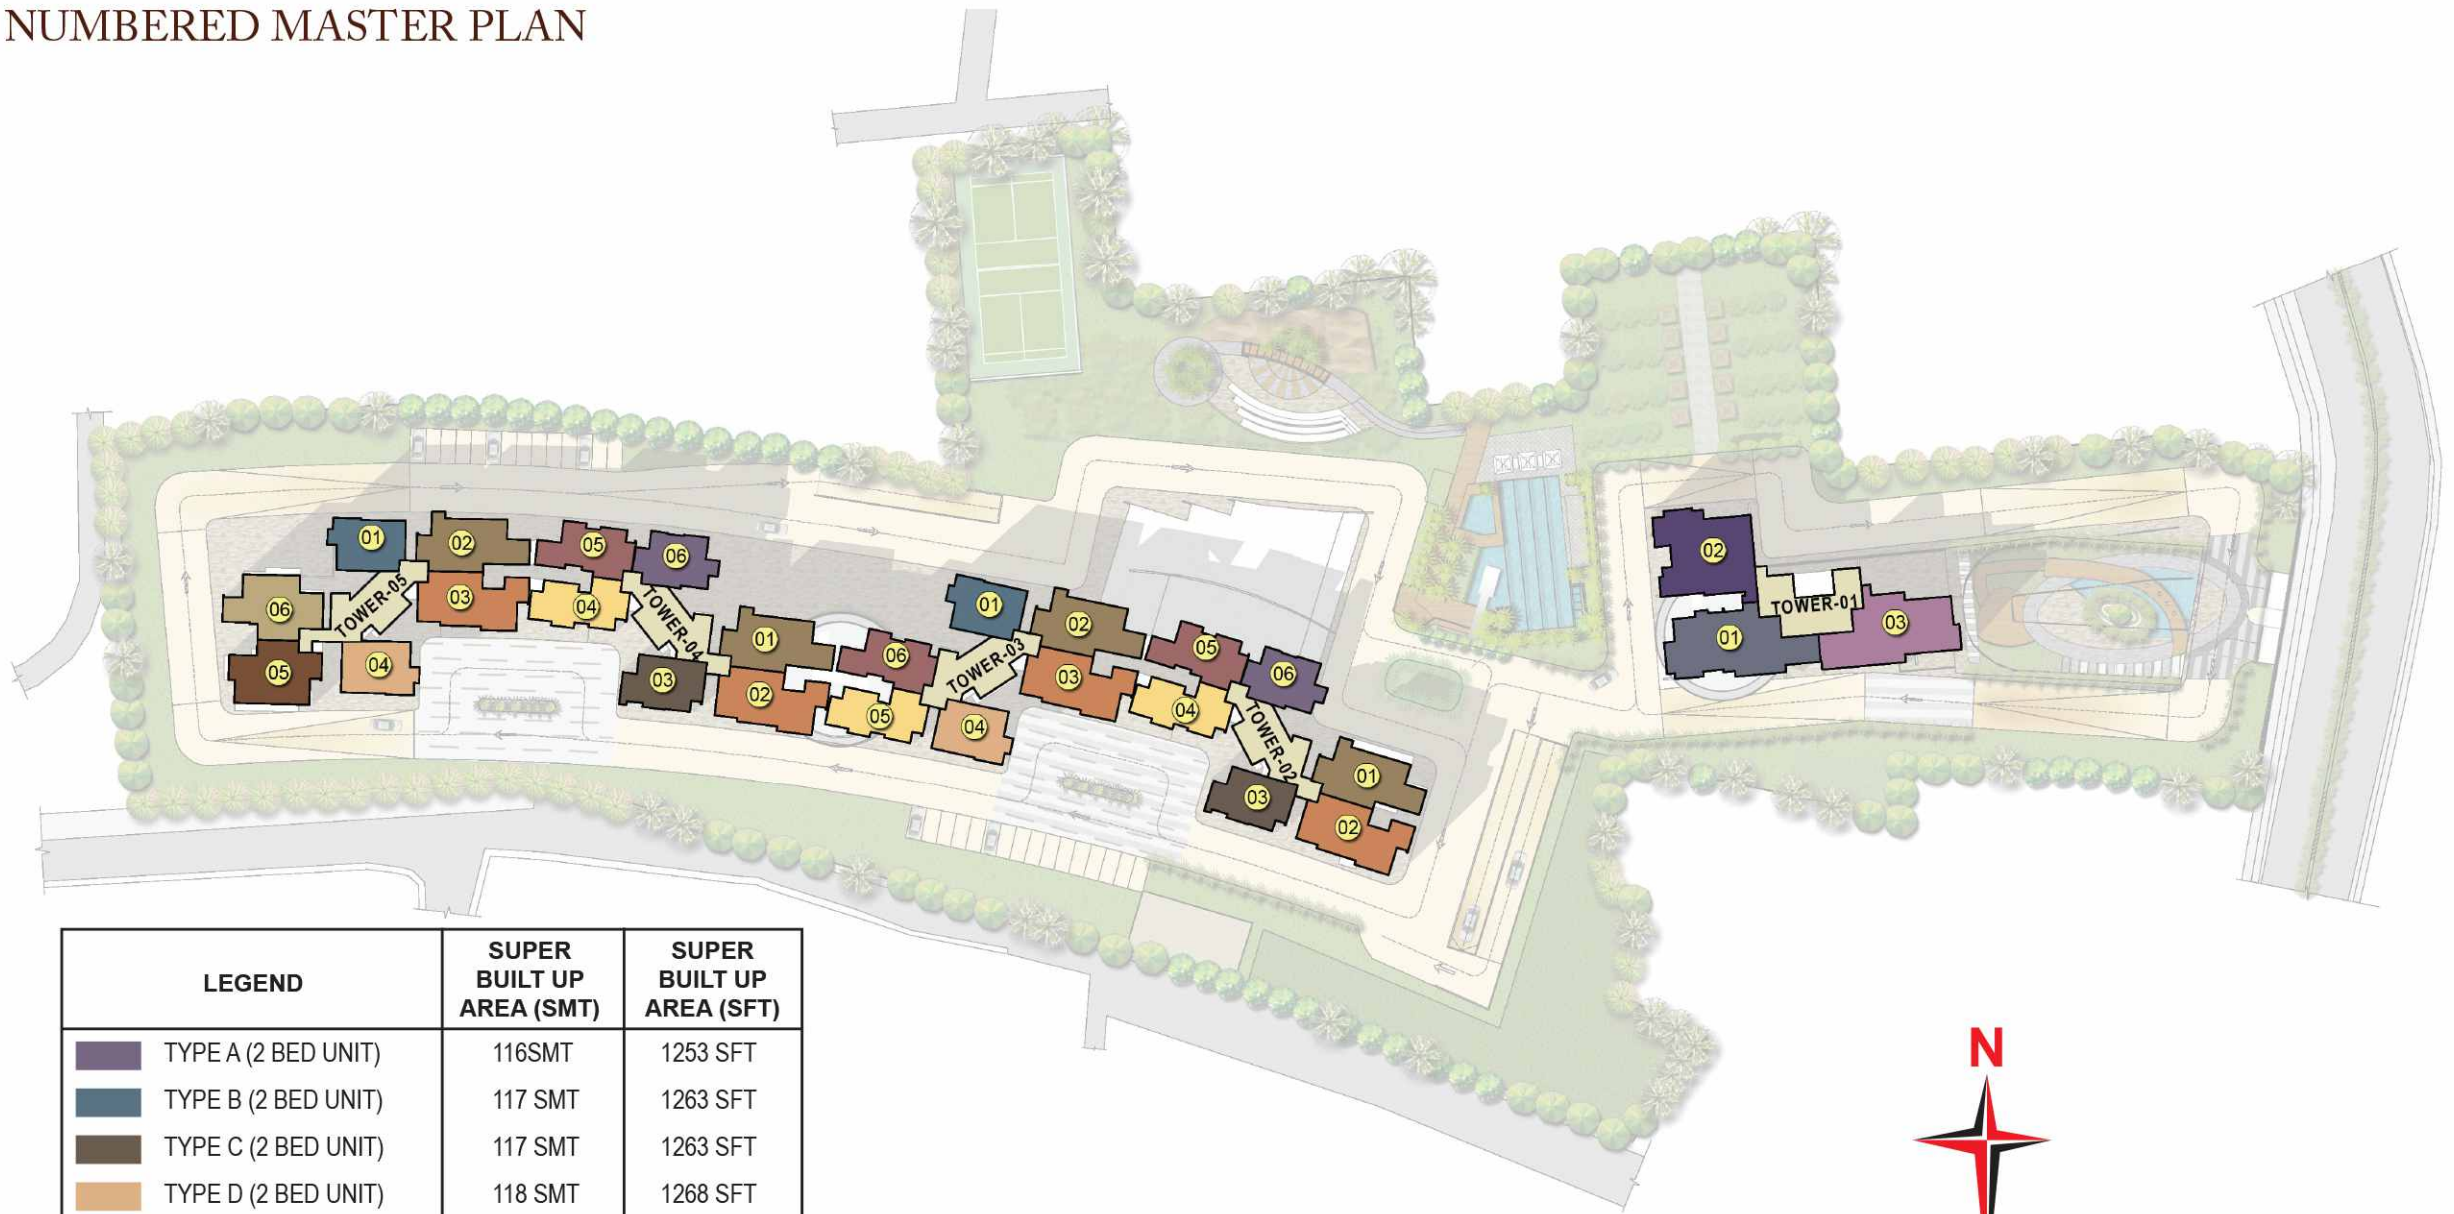 NUMBERED MASTER PLAN
01
02
05
06
06
TOWER-05
03
04
TOWER-04
05
04
03
01
02
06
05
01
02
TOWER-03
04
03
05
06
04
TOWER-02
03
01
02
02
TOWER-01
01
03
LEGEND
SUPER
BUILT UP
AREA (SMT)
SUPER
BUILT UP
AREA (SFT)
TYPE A (2 BED UNIT) 116SMT 1253 SFT
TYPE B (2 BED UNIT) 117 SMT 1263 SFT
TYPE C (2 BED UNIT) 117 SMT 1263 SFT
TYPE D (2 BED UNIT) 118 SMT 1268 SFT
N